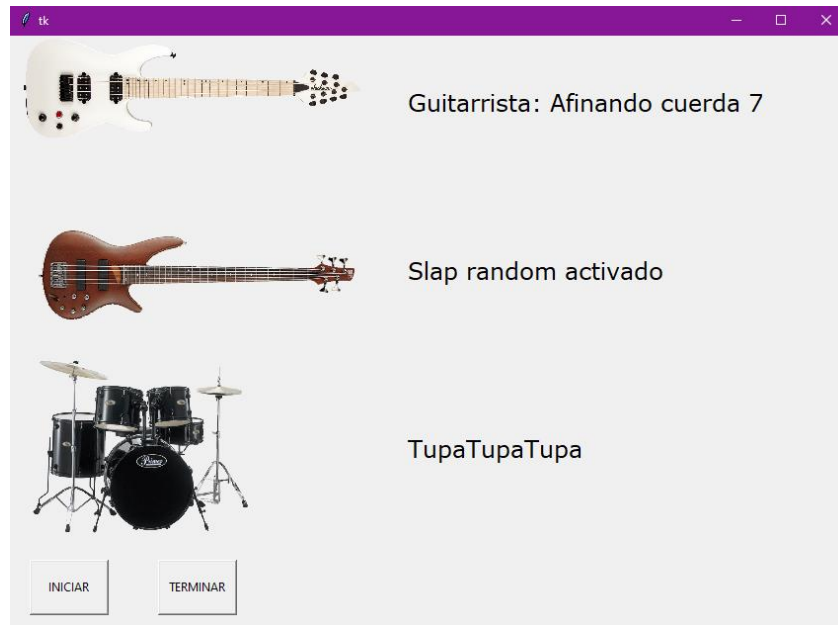 tk
Guitarrista: Afinando cuerda 7
Slap random activado
TupaTupaTupa
INICIAR
TERMINAR